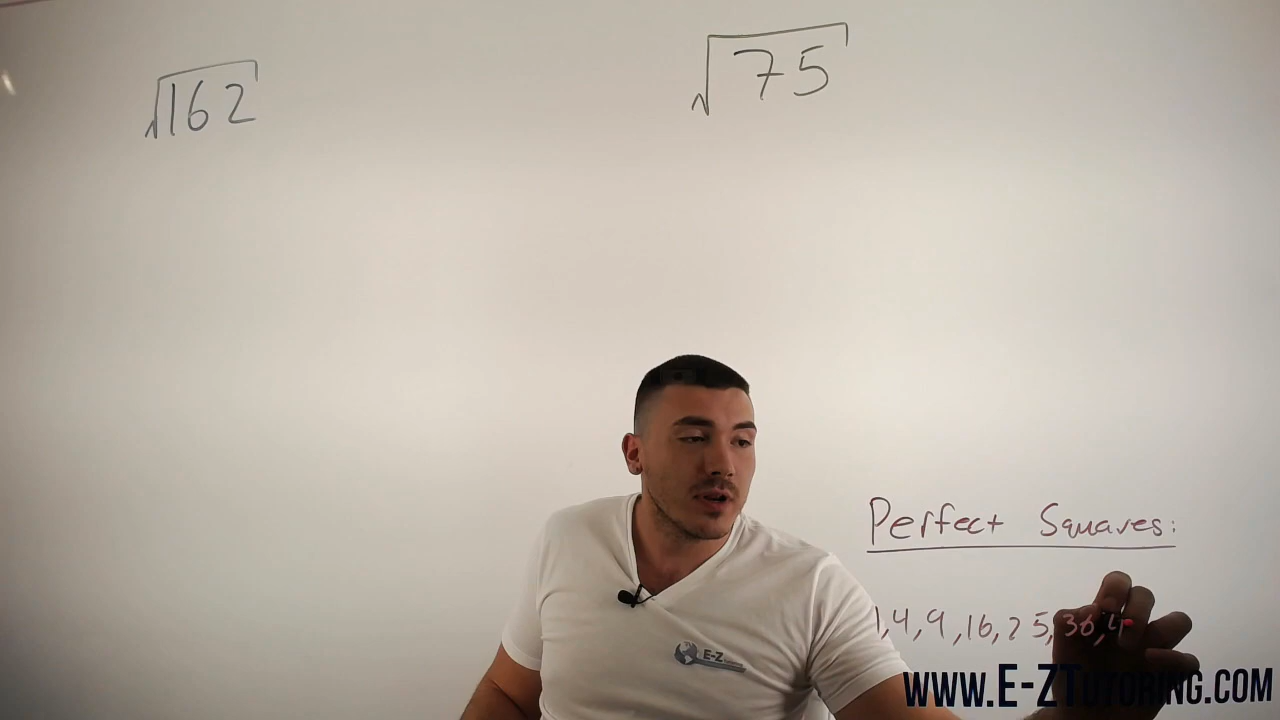 √162
√75
Perfect Squares:
1,4,9,16,25,36,4
E-Z
www.E-ZTutoring.com